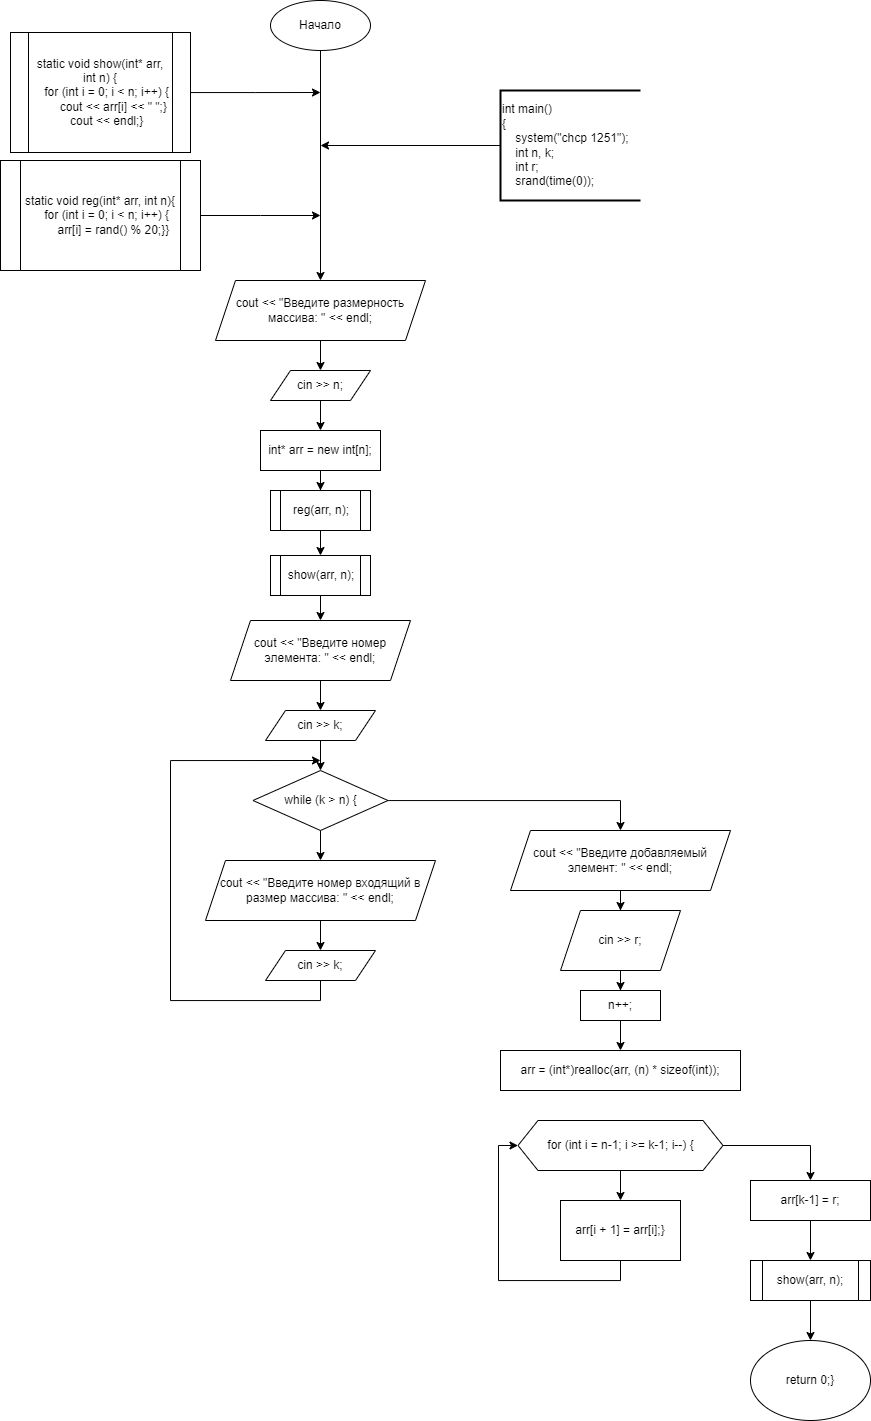 Начало
static void show(int* arr,
int n) {
for (int i = 0; i < n; i++) {
cout << arr[i] << " ";}
cout << endl;}
int main()
{
system("chcp 1251");
int n, k;
int r;
srand(time(0));
static void reg(int* arr, int n){
for (int i = 0; i < n; i++) {
arr[i] = rand() % 20;}}
cout << "Введите размерность
массива: " << endl;
cin >> n;
int* arr = new int[n];
reg(arr, n);
show(arr, n);
cout << "Введите номер
элемента: " << endl;
cin >> k;
while (k > n) {
cout << "Введите номер входящий в
размер массива: " << endl;
cin >> k;
cout << "Введите добавляемый
элемент: " << endl;
cin >> r;
n++;
arr = (int*)realloc(arr, (n) * sizeof(int));
for (int i = n-1; i >= k-1; i--) {
arr[i + 1] = arr[i];}
arr[k-1] = r;
show(arr, n);
return 0;}